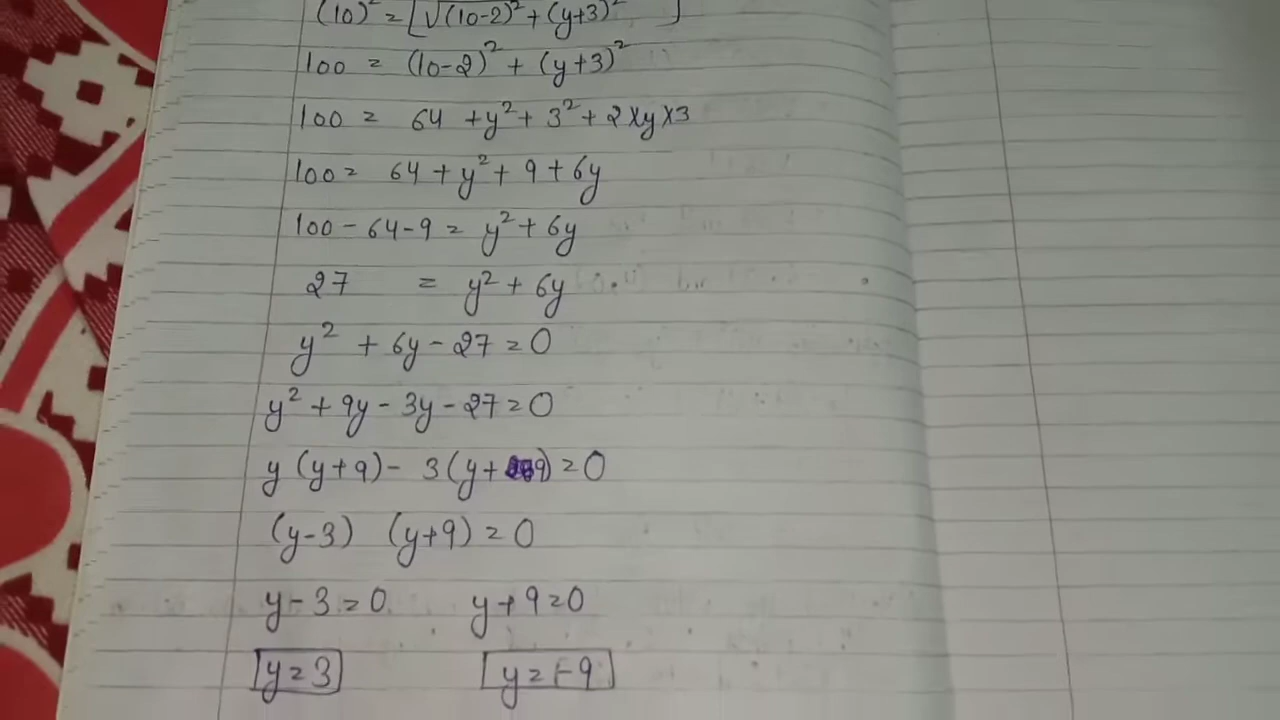 (10)² = [√(10-2)² + (y+3)²]
100 = (10-2)² + (y+3)²
100 = 64 + y² + 3² + 2×y×3
100 = 64 + y² + 9 + 6y
100 - 64 - 9 = y² + 6y
27 = y² + 6y
y² + 6y - 27 = 0
y² + 9y - 3y - 27 = 0
y (y+9) - 3 (y+9) = 0
(y-3) (y+9) = 0
y - 3 = 0 y + 9 = 0
y = 3 y = -9